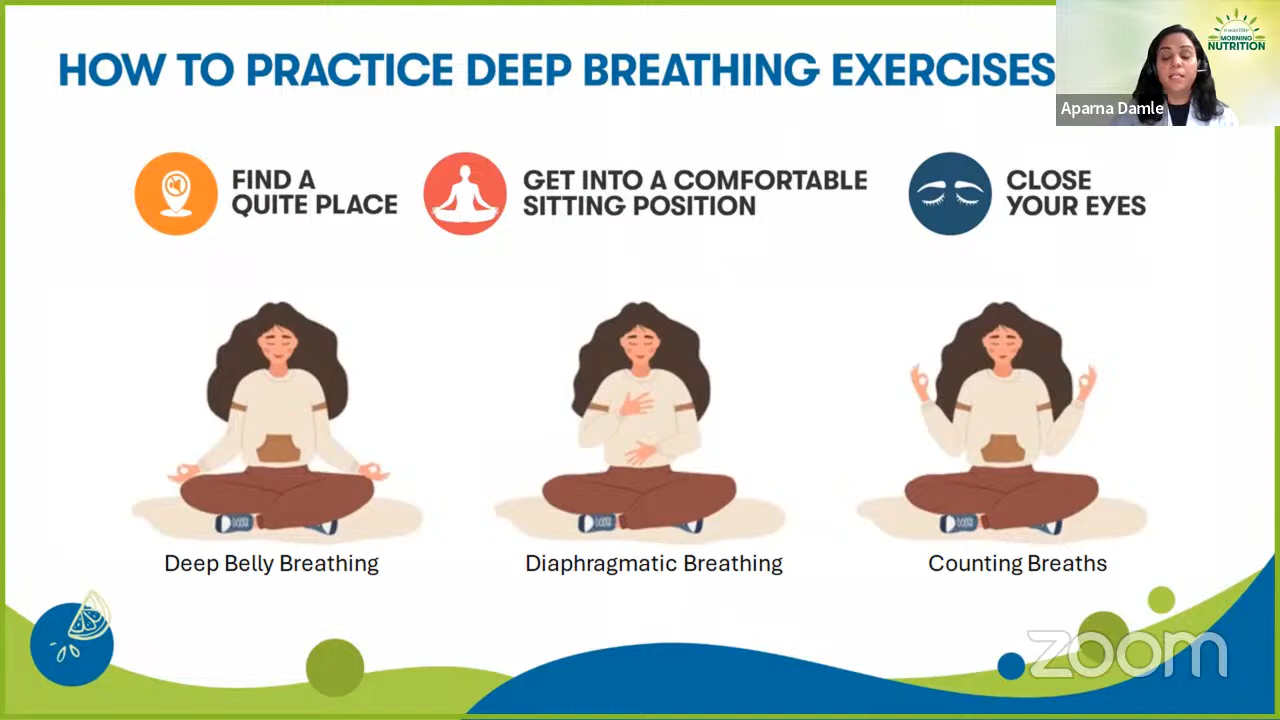 HOW TO PRACTICE DEEP BREATHING EXERCISES
MORNING
NUTRITION
Aparna Damle
FIND A
QUITE PLACE
GET INTO A COMFORTABLE
SITTING POSITION
CLOSE
YOUR EYES
Deep Belly Breathing
Diaphragmatic Breathing
Counting Breaths
zoom